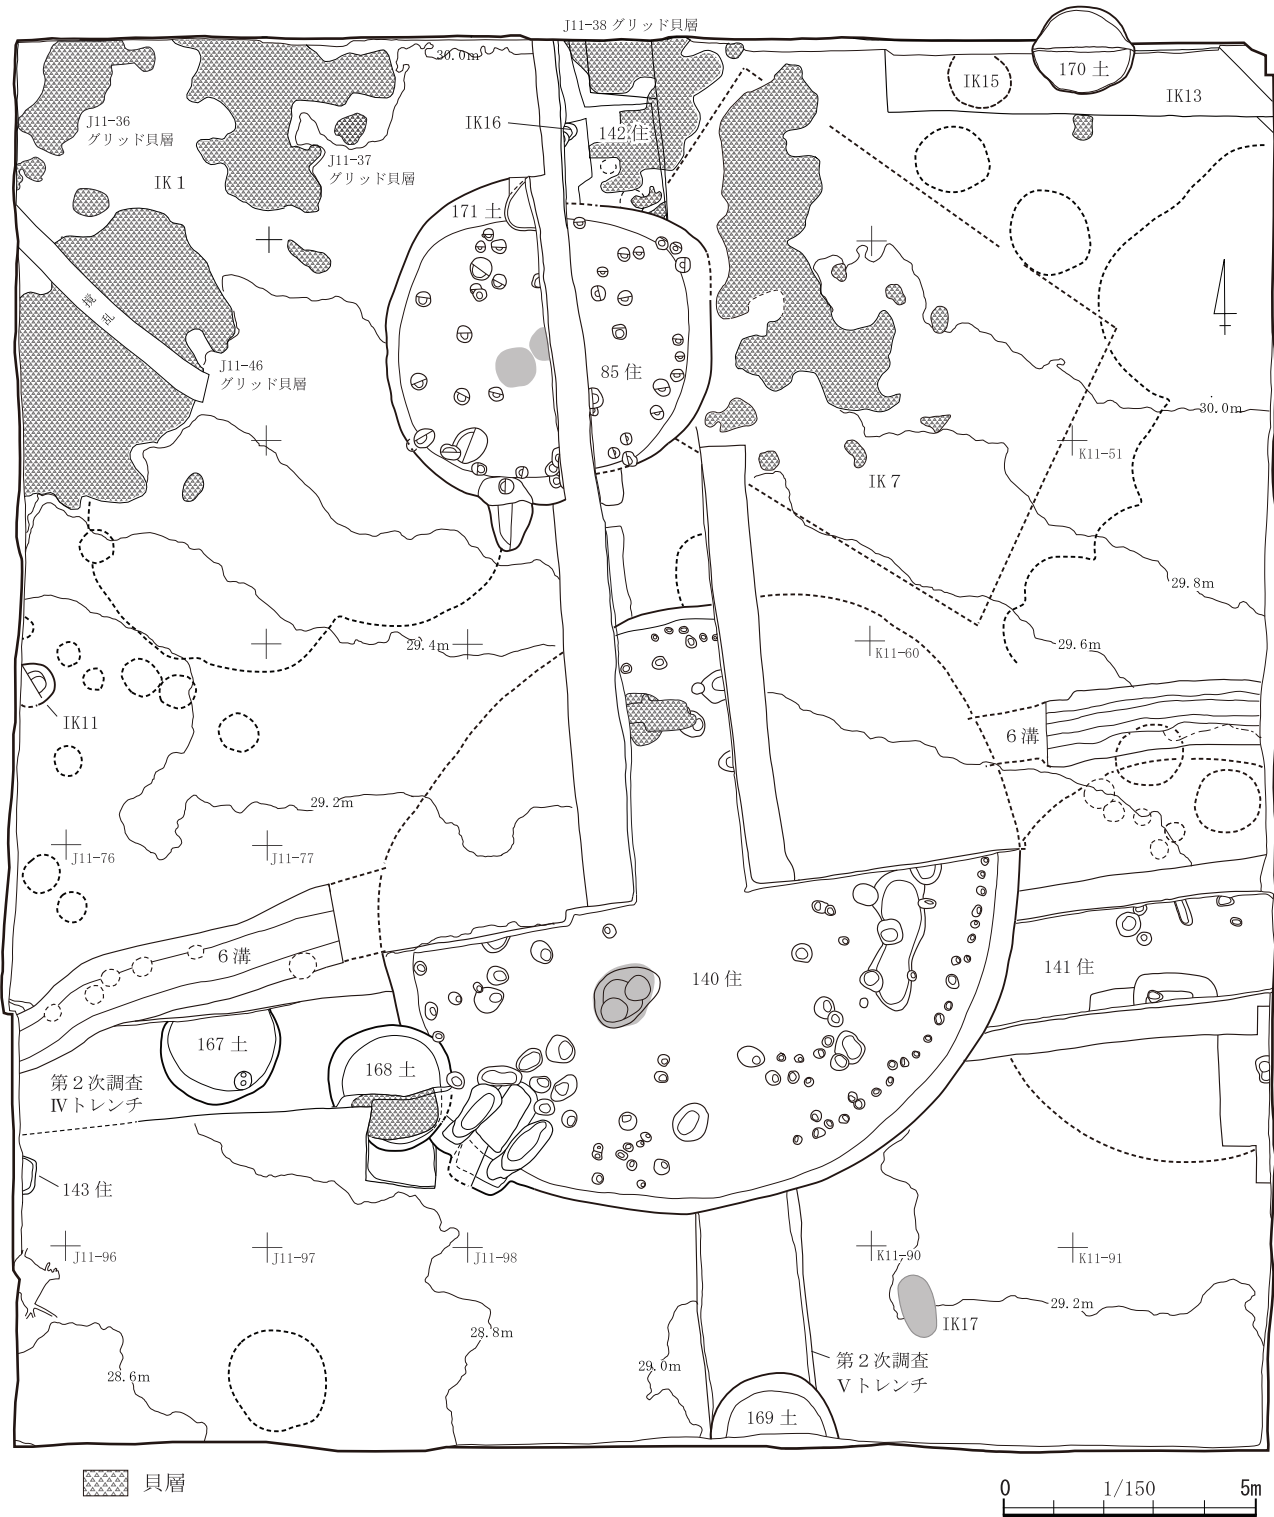 J11-38 グリッド貝層
30.0m
170 土
IK15
IK13
J11-36
グリッド貝層
IK16
142 住
J11-37
グリッド貝層
IK 1
171 土
攪乱
J11-46
グリッド貝層
85 住
30.0m
K11-51
IK 7
29.8m
29.4m
K11-60
29.6m
IK11
6 溝
29.2m
J11-76
J11-77
6 溝
140 住
141 住
167 土
168 土
第２次調査
Ⅳトレンチ
143 住
J11-96
J11-97
J11-98
K11-90
K11-91
29.2m
IK17
28.8m
29.0m
第２次調査
Ⅴトレンチ
28.6m
169 土
貝層
0 1/150 5m